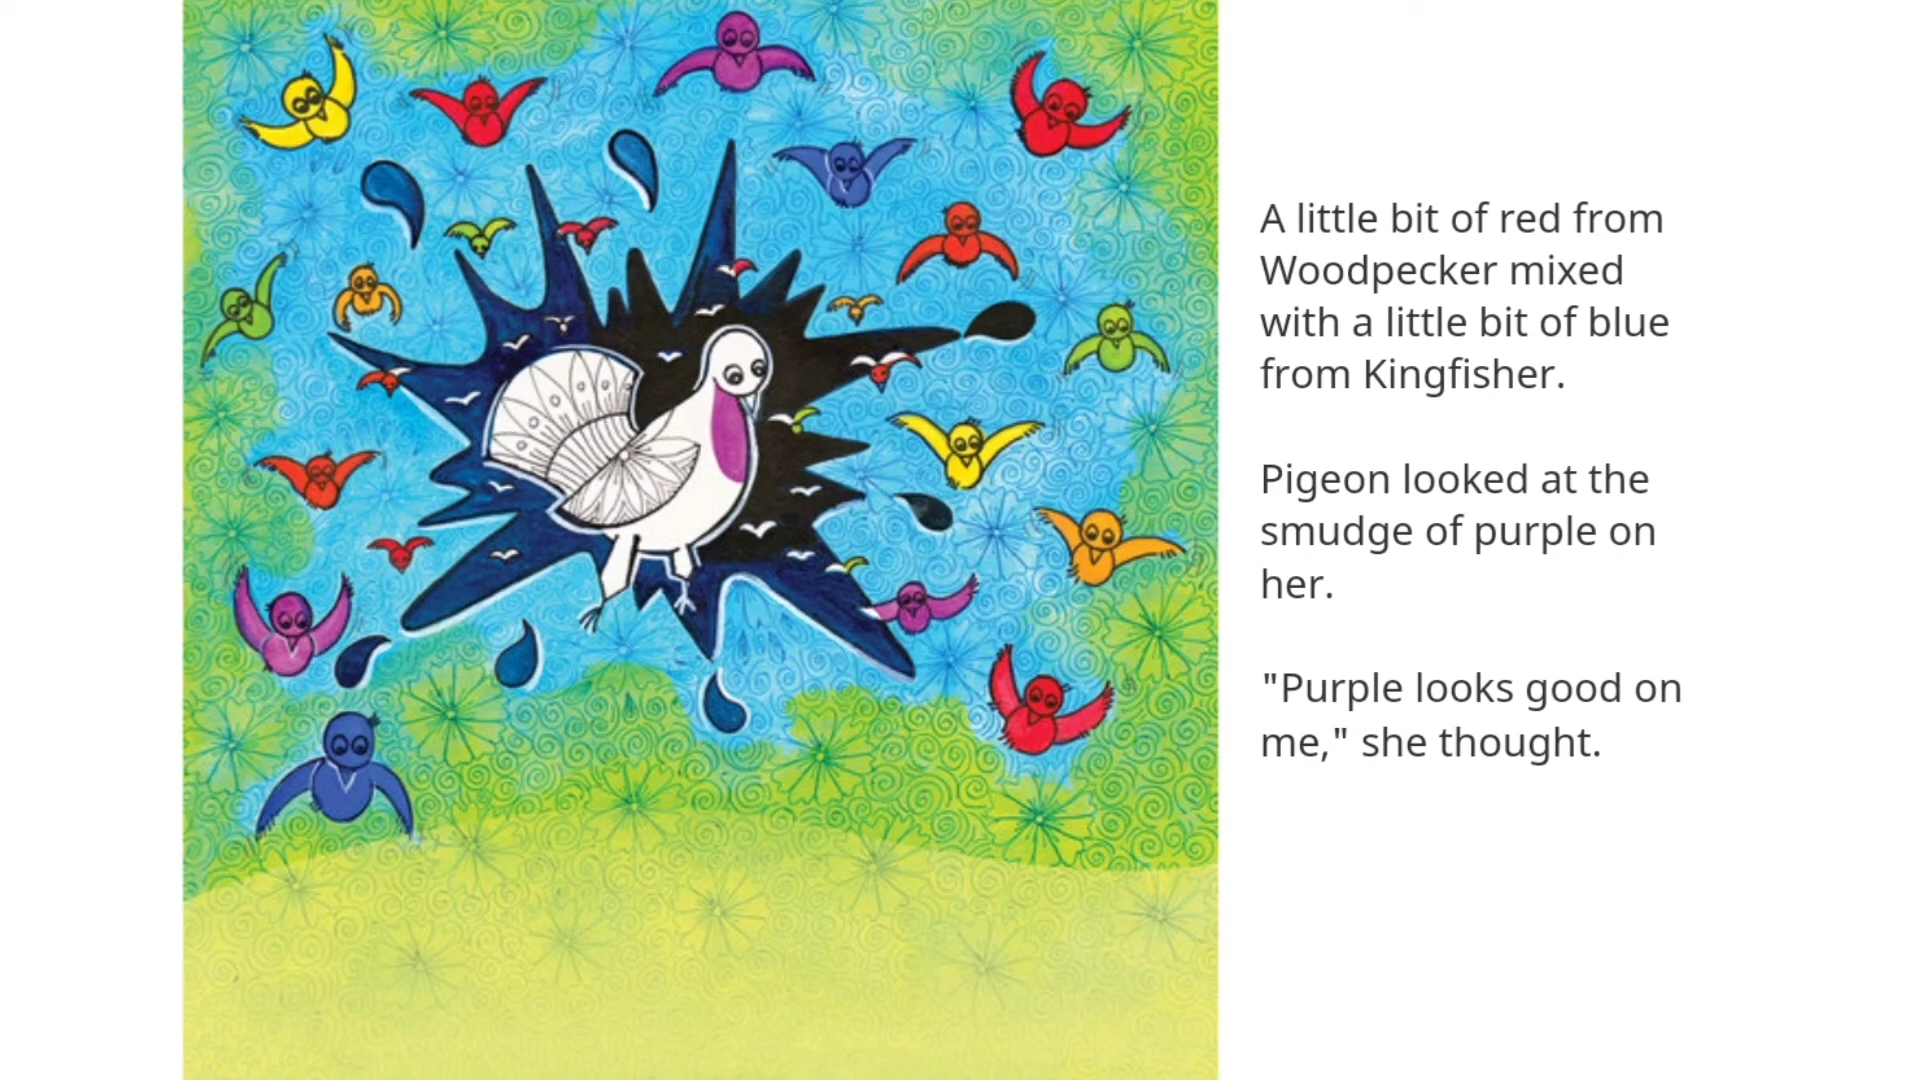 A little bit of red from
Woodpecker mixed
with a little bit of blue
from Kingfisher.
Pigeon looked at the
smudge of purple on
her.
"Purple looks good on
me," she thought.